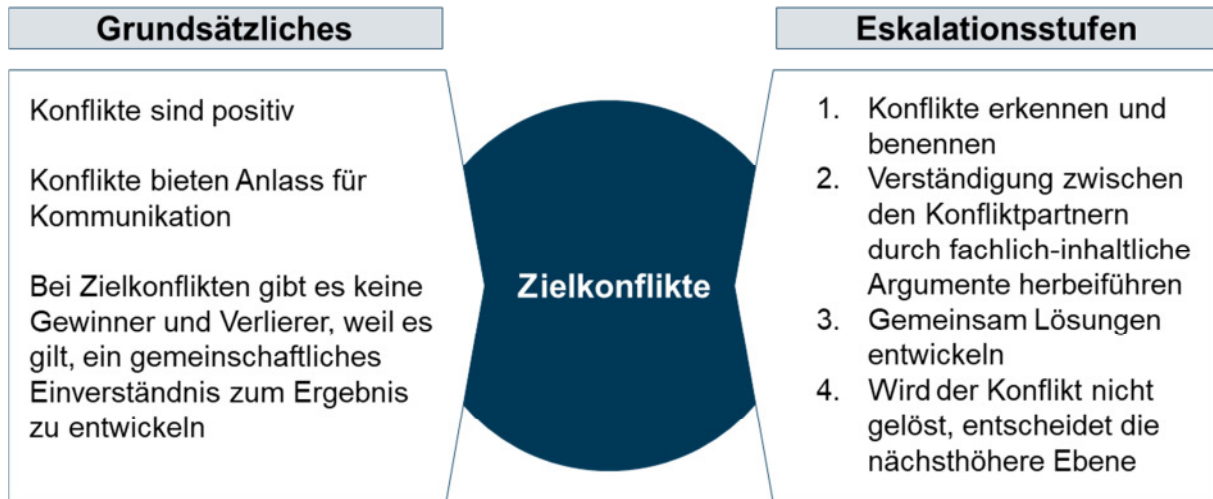 Grundsätzliches
Konflikte sind positiv
Konflikte bieten Anlass für
Kommunikation
Bei Zielkonflikten gibt es keine
Gewinner und Verlierer, weil es
gilt, ein gemeinschaftliches
Einverständnis zum Ergebnis
zu entwickeln
Zielkonflikte
Eskalationsstufen
1. Konflikte erkennen und
benennen
2. Verständigung zwischen
den Konfliktpartnern
durch fachlich-inhaltliche
Argumente herbeiführen
3. Gemeinsam Lösungen
entwickeln
4. Wird der Konflikt nicht
gelöst, entscheidet die
nächsthöhere Ebene